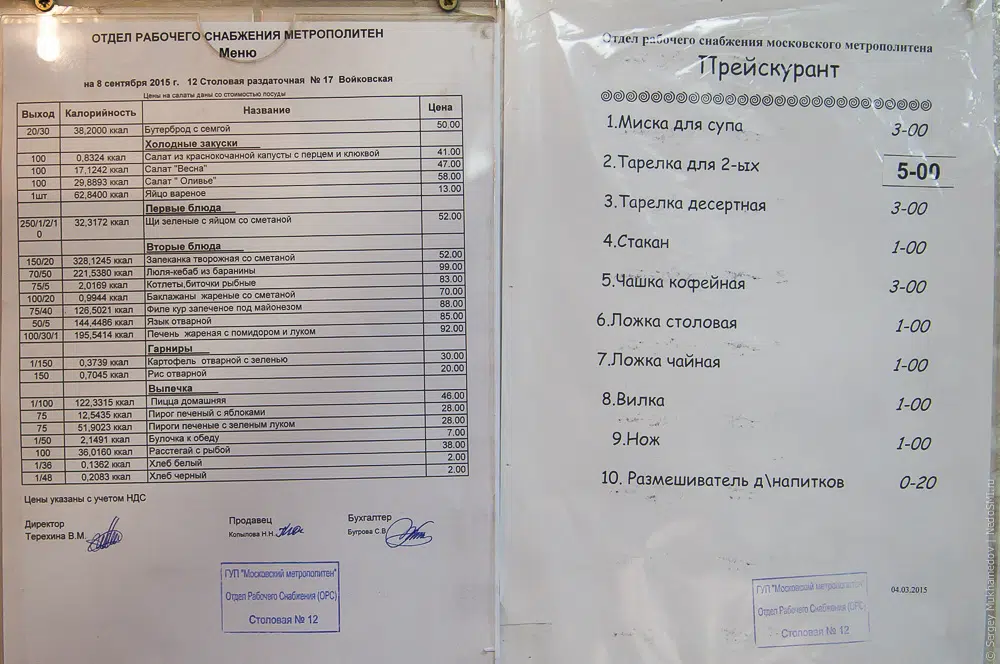 ОТДЕЛ РАБОЧЕГО СНАБЖЕНИЯ МЕТРОПОЛИТЕН
Меню
на 8 сентября 2015 г. 12 Столовая раздаточная № 17 Войковская
Цены на салаты даны со стоимостью посуды
Выход Калорийность Название Цена
20/30 38,2000 ккал Бутерброд с семгой 50.00
Холодные закуски
100 0,8324 ккал Салат из краснокочанной капусты с перцем и клюквой 41.00
100 17,1242 ккал Салат "Весна" 47.00
100 29,8893 ккал Салат " Оливье" 58.00
1шт 62,8400 ккал Яйцо вареное 13.00
Первые блюда
250/1/2/10 32,3172 ккал Щи зеленые с яйцом со сметаной 52.00
Вторые блюда
150/20 328,1245 ккал Запеканка творожная со сметаной 52.00
70/50 221,5380 ккал Люля-кебаб из баранины 99.00
75/5 2,0169 ккал Котлеты,биточки рыбные 83.00
100/20 0,9944 ккал Баклажаны жареные со сметаной 70.00
75/40 126,5021 ккал Филе кур запеченое под майонезом 88.00
50/5 144,4486 ккал Язык отварной 85.00
100/30/1 195,5414 ккал Печень жареная с помидором и луком 92.00
Гарниры
1/150 0,3739 ккал Картофель отварной с зеленью 30.00
150 0,7045 ккал Рис отварной 20.00
Выпечка
1/100 122,3315 ккал Пицца домашняя 46.00
75 12,5435 ккал Пирог печеный с яблоками 28.00
75 51,9023 ккал Пироги печеные с зеленым луком 28.00
1/50 2,1491 ккал Булочка к обеду 7.00
100 36,0160 ккал Расстегай с рыбой 38.00
1/36 0,1362 ккал Хлеб белый 2.00
1/48 0,2083 ккал Хлеб черный 2.00
Цены указаны с учетом НДС
Директор Продавец Бухгалтер
Терехина В.М. Копылова Н.Н. Бугрова С.В.
ГУП "Московский метрополитен"
Отдел Рабочего Снабжения (ОРС)
Столовая № 12
Отдел рабочего снабжения московского метрополитена
Прейскурант
1.Миска для супа 3-00
2.Тарелка для 2-ых 5-00
3.Тарелка десертная 3-00
4.Стакан 1-00
5.Чашка кофейная 3-00
6.Ложка столовая 1-00
7.Ложка чайная 1-00
8.Вилка 1-00
9.Нож 1-00
10. Размешиватель д\напитков 0-20
04.03.2015
ГУП "Московский метрополитен"
Отдел Рабочего Снабжения (ОРС)
Столовая № 12
© Sergey Mukhamedov | NedoSMI.ru